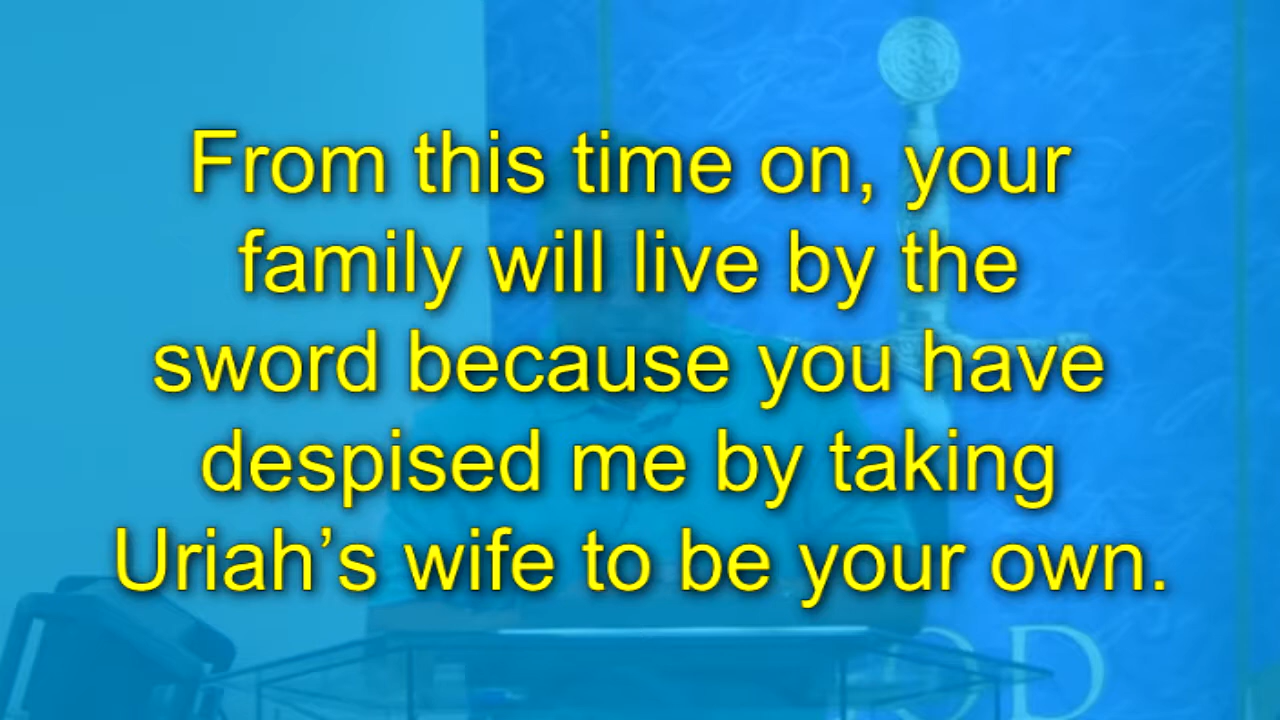 From this time on, your
family will live by the
sword because you have
despised me by taking
Uriah’s wife to be your own.